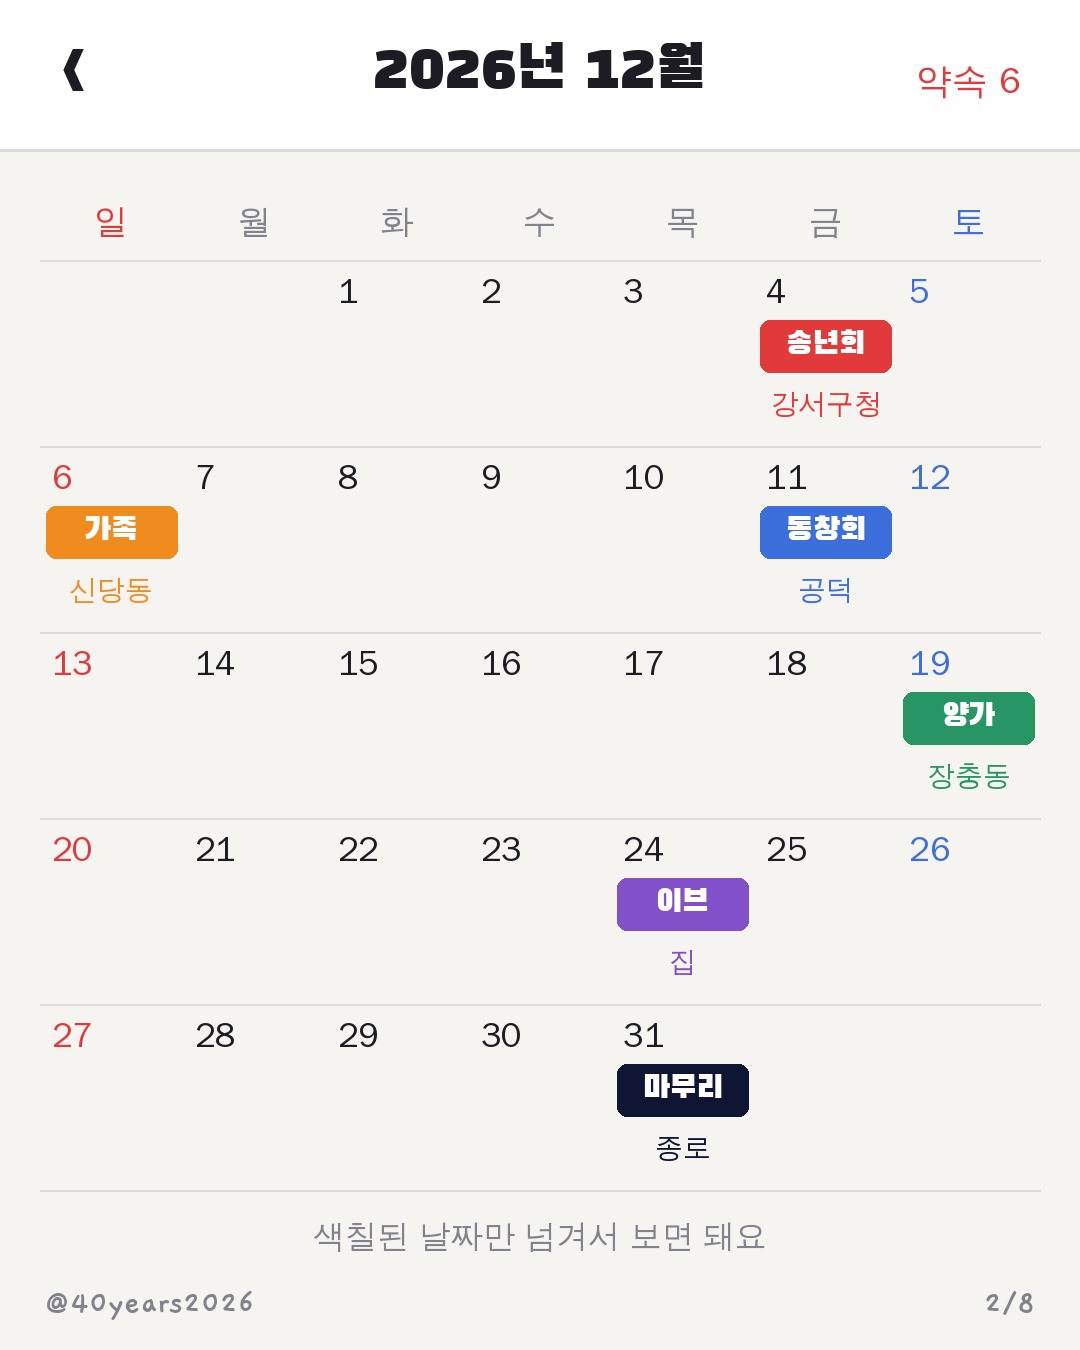 《 2026년 12월 약속 6
일 월 화 수 목 금 토
1 2 3 4 5
송년회
강서구청
6 7 8 9 10 11 12
가족 동창회
신당동 공덕
13 14 15 16 17 18 19
양가
장충동
20 21 22 23 24 25 26
이브
집
27 28 29 30 31
마무리
종로
색칠된 날짜만 넘겨서 보면 돼요
@40years2026 2/8